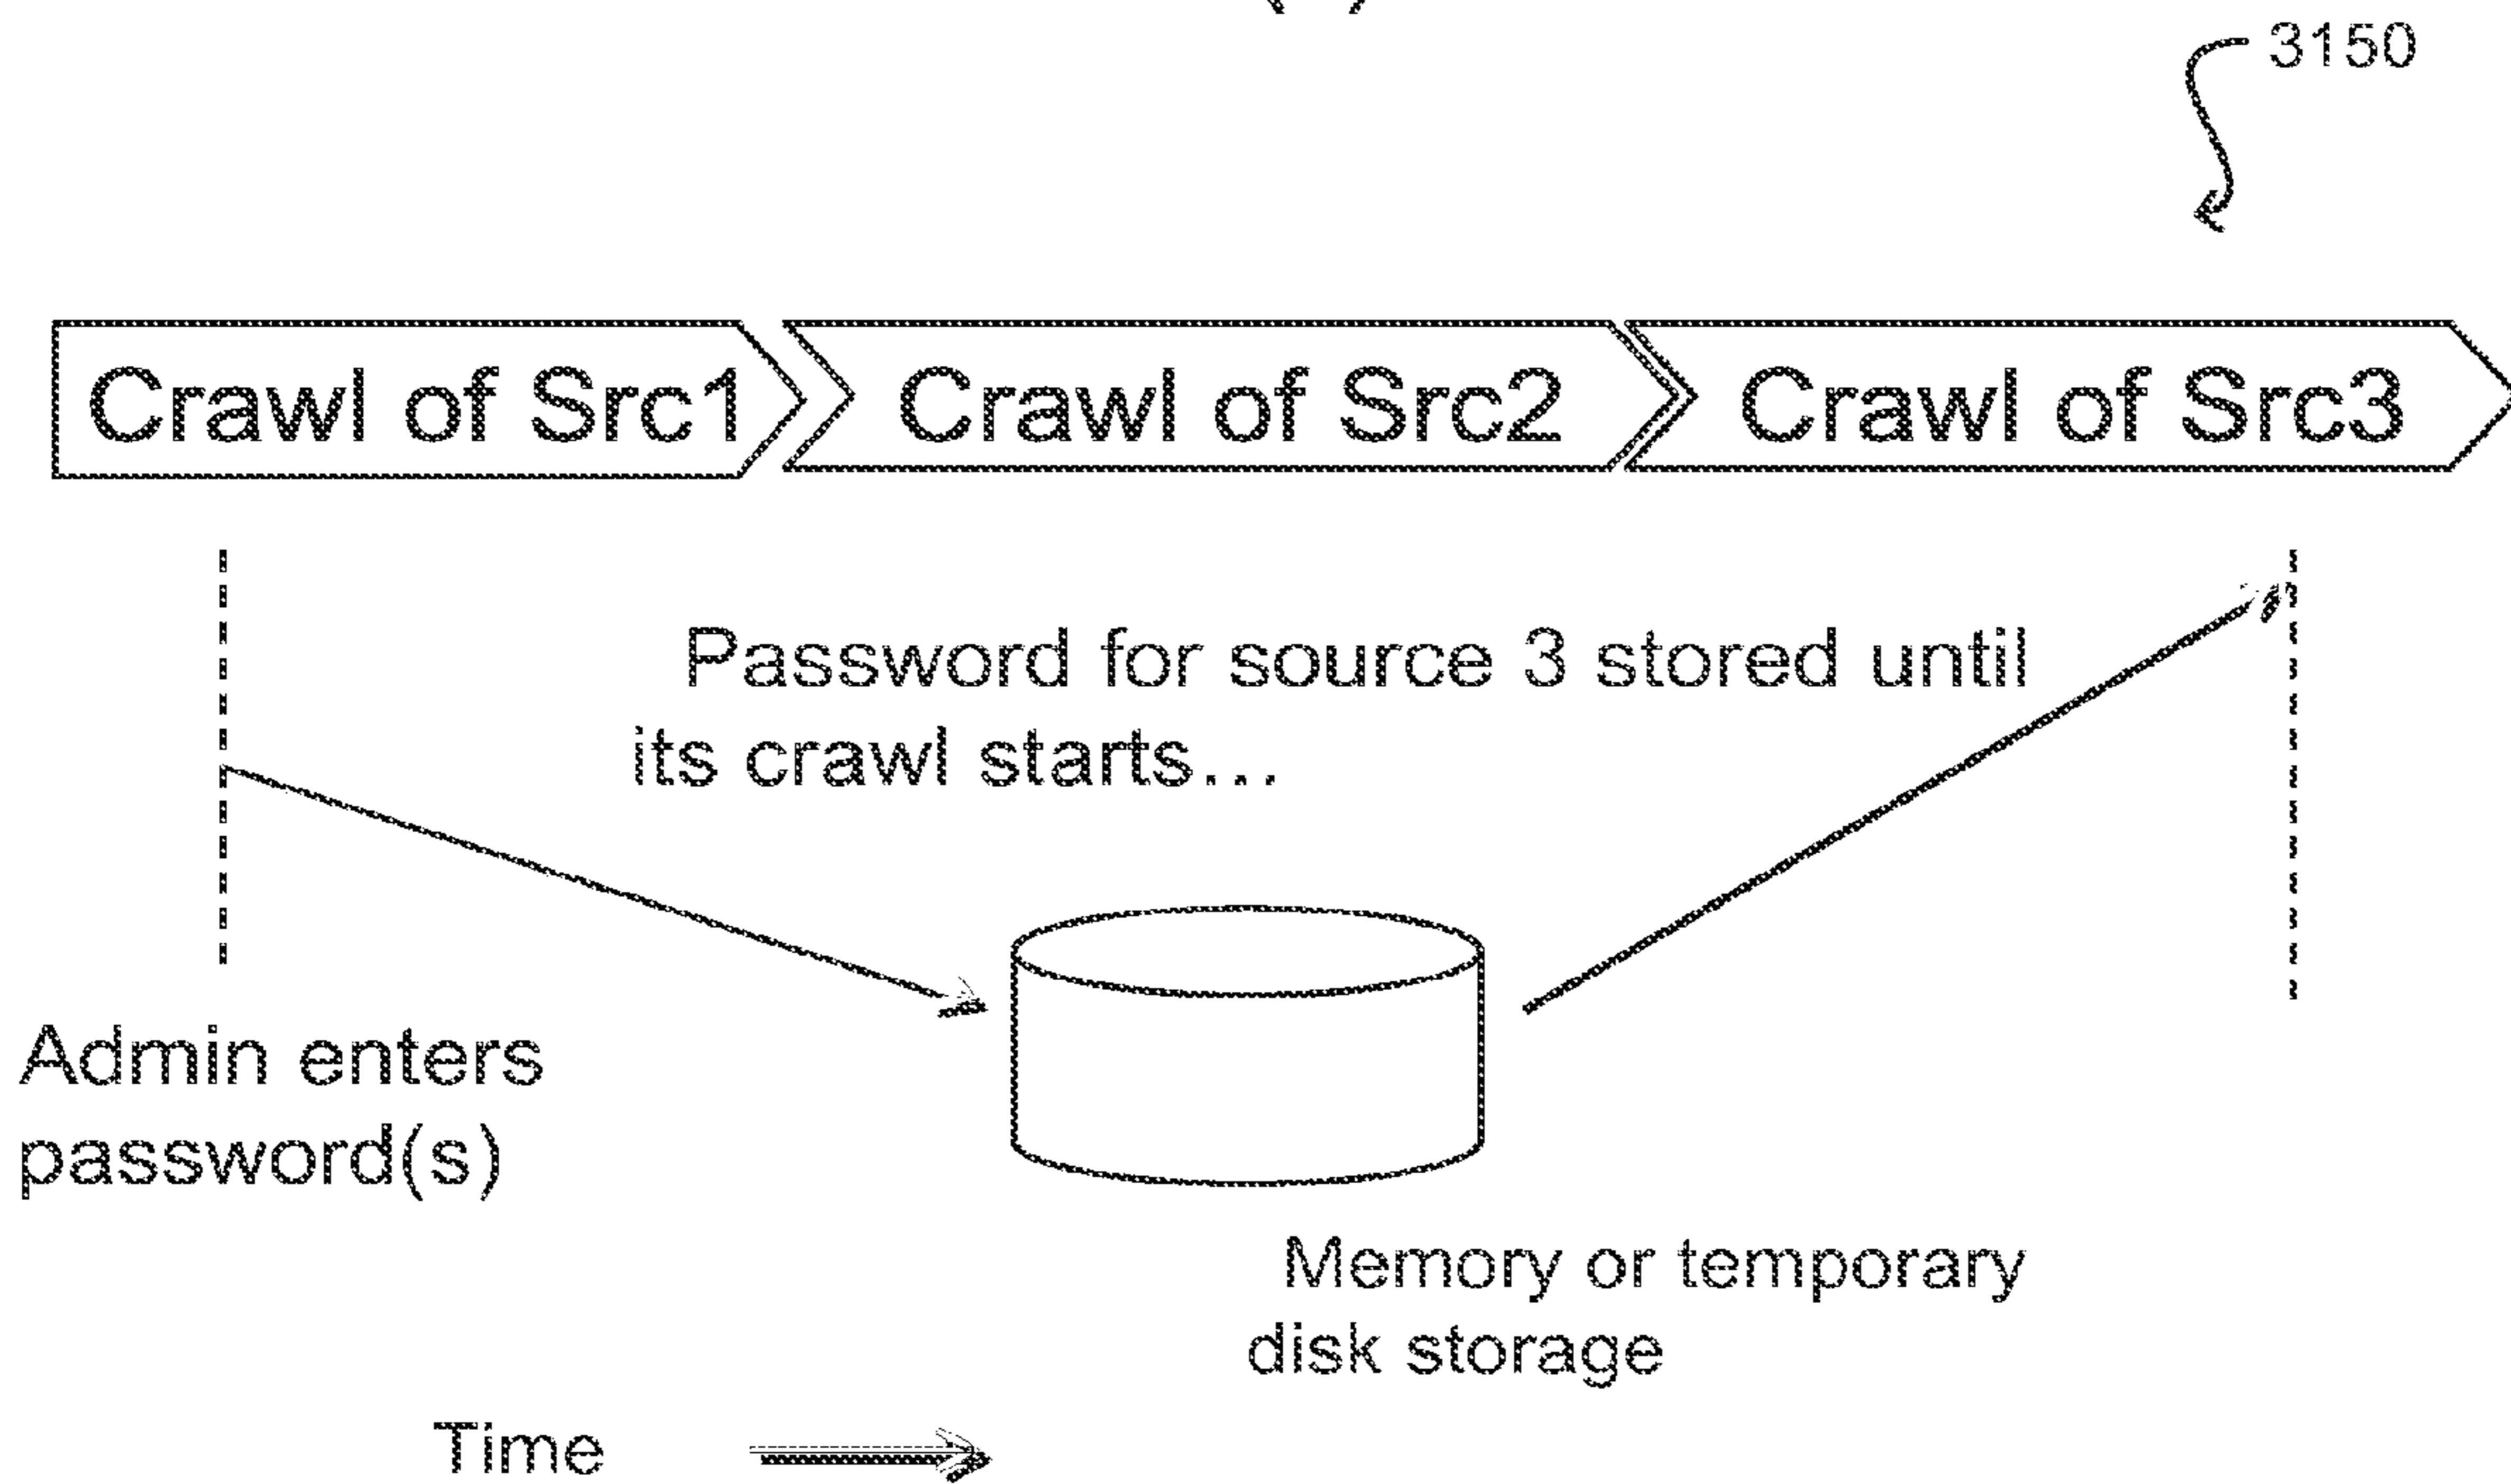 3150
Crawl of Src1
Crawl of Src2
Crawl of Src3
Password for source 3 stored until
its crawl starts...
Admin enters
password(s)
Memory or temporary
disk storage
Time